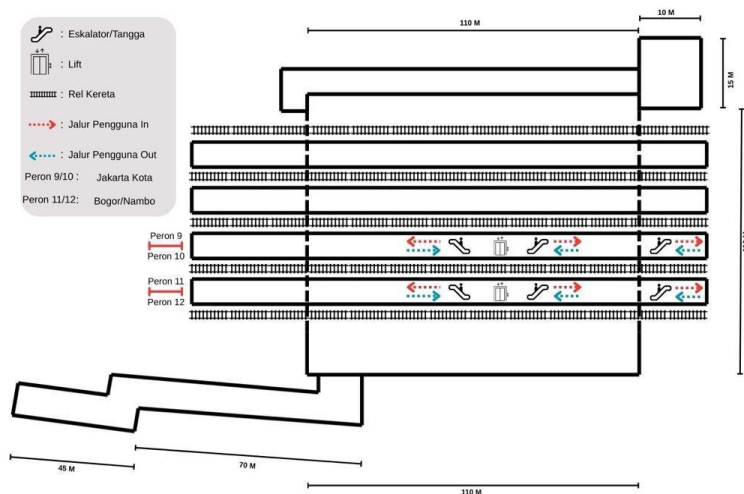 : Eskalator/Tangga
: Lift
: Rel Kereta
: Jalur Pengguna In
: Jalur Pengguna Out
Peron 9/10 : Jakarta Kota
Peron 11/12: Bogor/Nambo
110 M
10 M
15 M
Peron 9
Peron 10
Peron 11
Peron 12
45 M
70 M
110 M